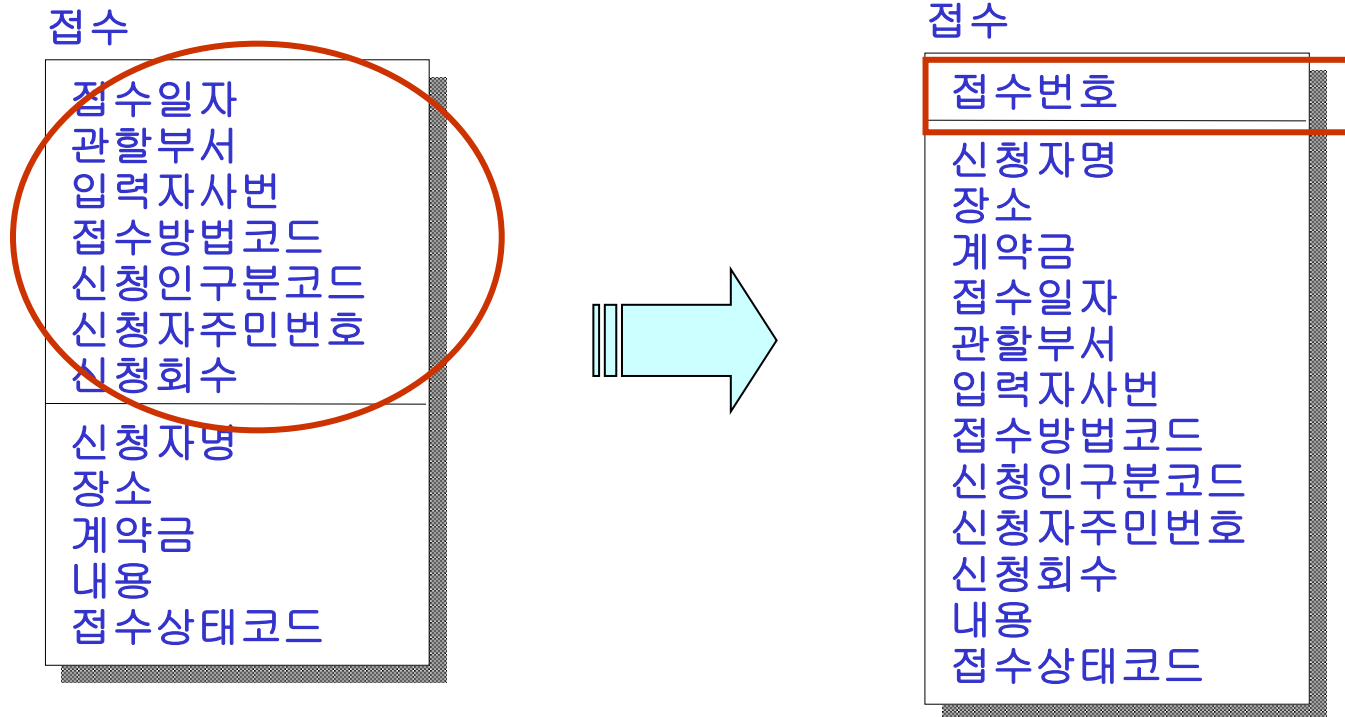 접수
접수일자
관할부서
입력자사번
접수방법코드
신청인구분코드
신청자주민번호
신청회수
신청자명
장소
계약금
내용
접수상태코드
접수
접수번호
신청자명
장소
계약금
접수일자
관할부서
입력자사번
접수방법코드
신청인구분코드
신청자주민번호
신청회수
내용
접수상태코드